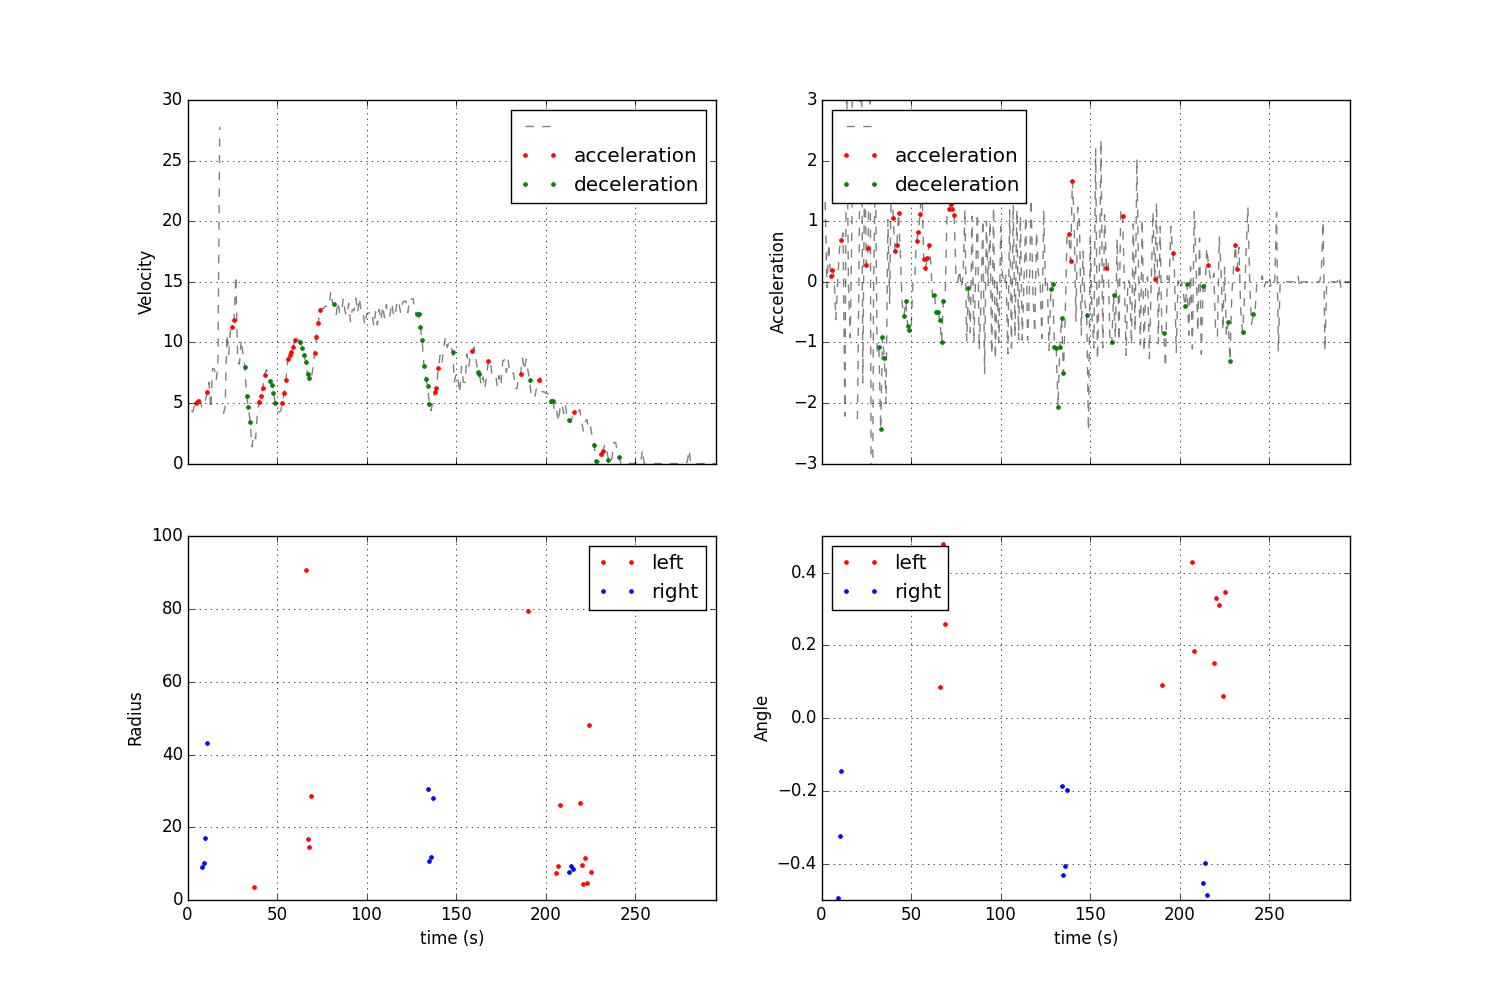 30
25
20
15
10
5
0
Velocity
acceleration
deceleration
3
2
1
0
−1
−2
−3
Acceleration
acceleration
deceleration
100
80
60
40
20
0
Radius
left
right
0 50 100 150 200 250
time (s)
0.4
0.2
0.0
−0.2
−0.4
Angle
left
right
0 50 100 150 200 250
time (s)